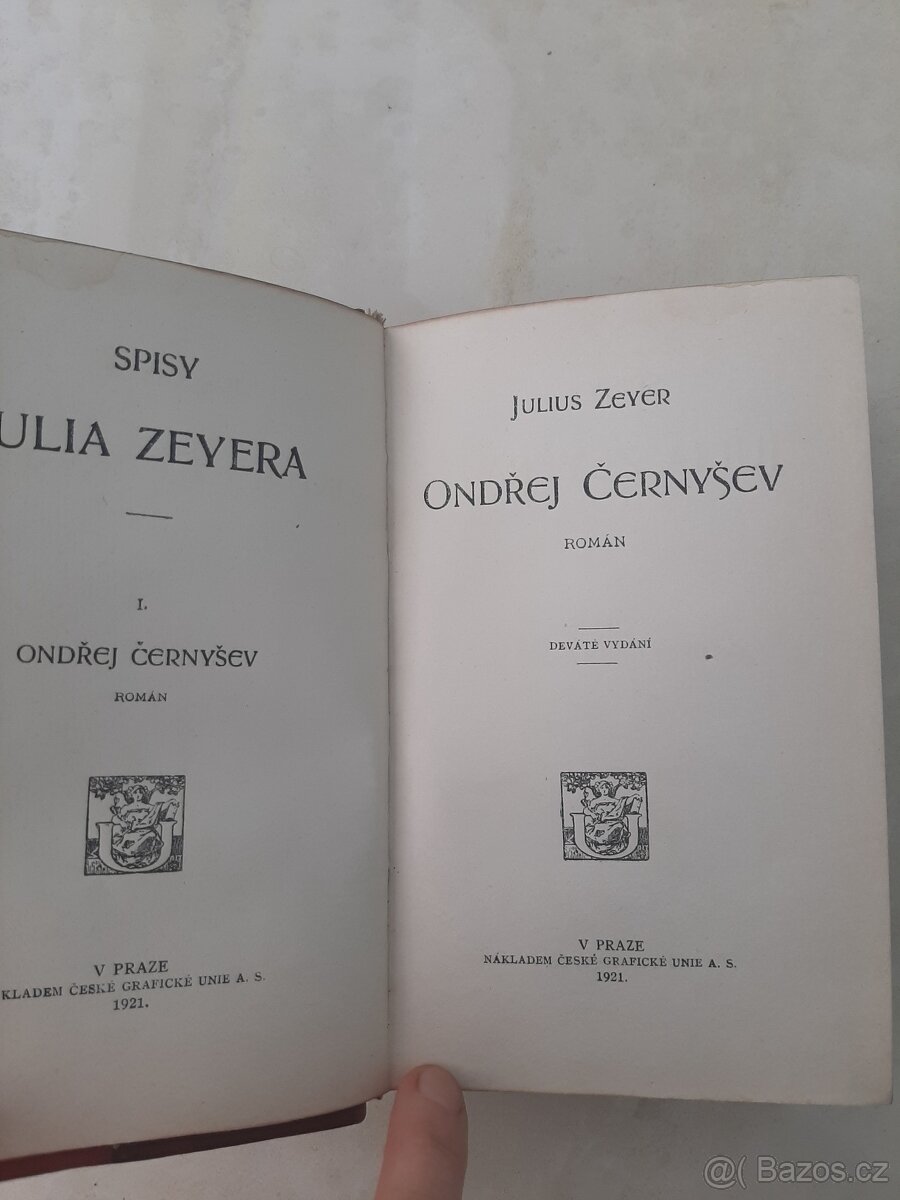 SPISY
ULIA ZEYERA
I.
ONDŘEJ ČERNYŠEV
ROMÁN
V PRAZE
KLADEM ČESKÉ GRAFICKÉ UNIE A. S.
1921.
JULIUS ZEYER
ONDŘEJ ČERNYŠEV
ROMÁN
DEVÁTÉ VYDÁNÍ
U
V PRAZE
NÁKLADEM ČESKÉ GRAFICKÉ UNIE A. S.
1921.
@( Bazos.cz